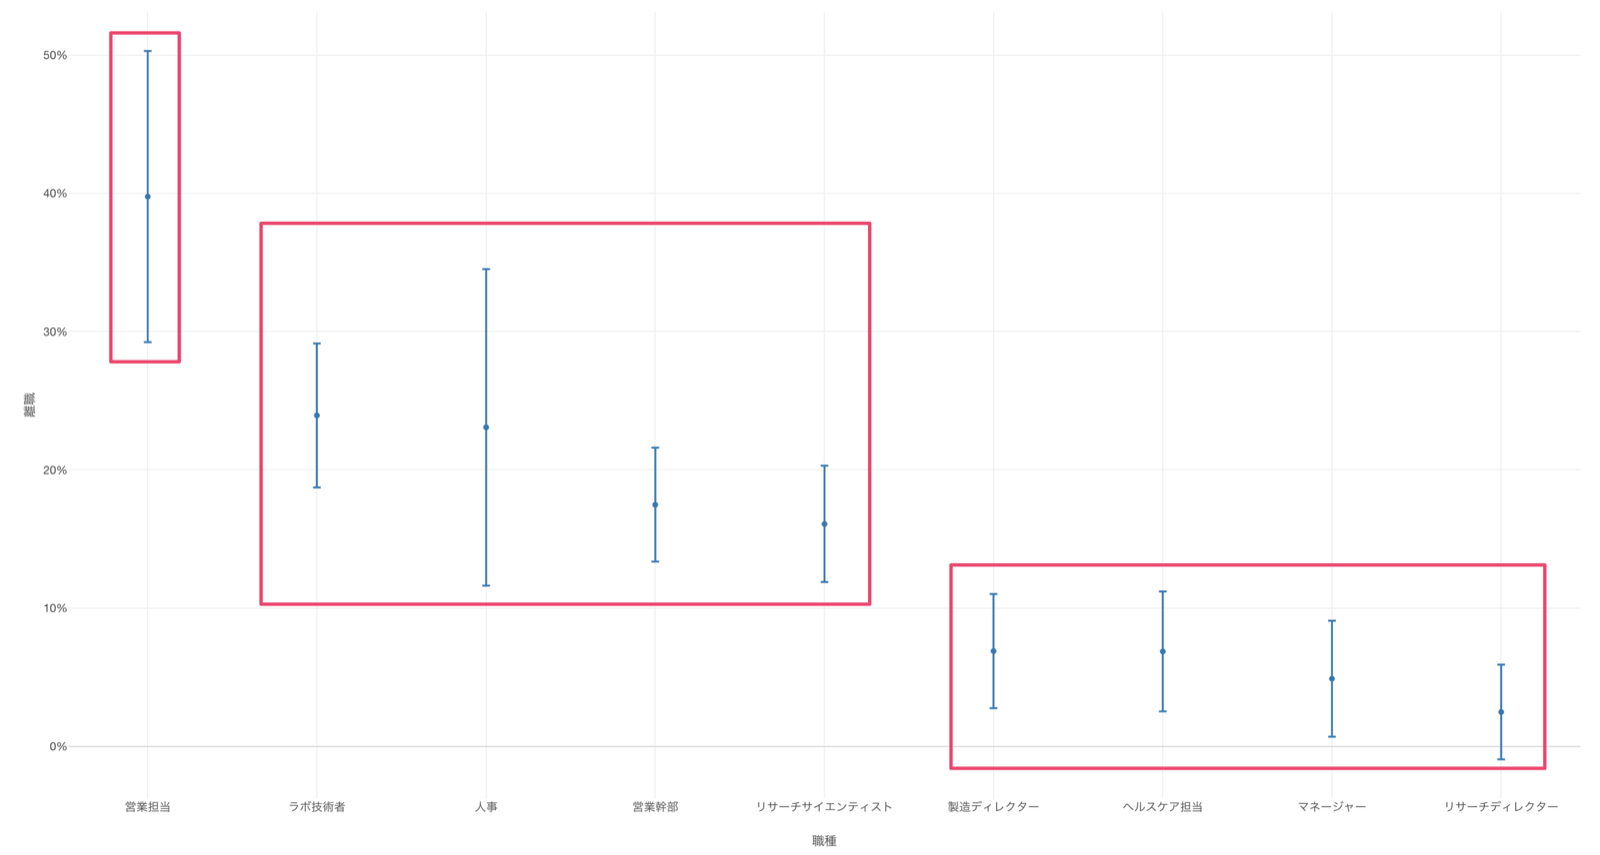 50%
40%
30%
20%
10%
0%
離職
営業担当
ラボ技術者
人事
営業幹部
リサーチサイエンティスト
製造ディレクター
ヘルスケア担当
マネージャー
リサーチディレクター
職種